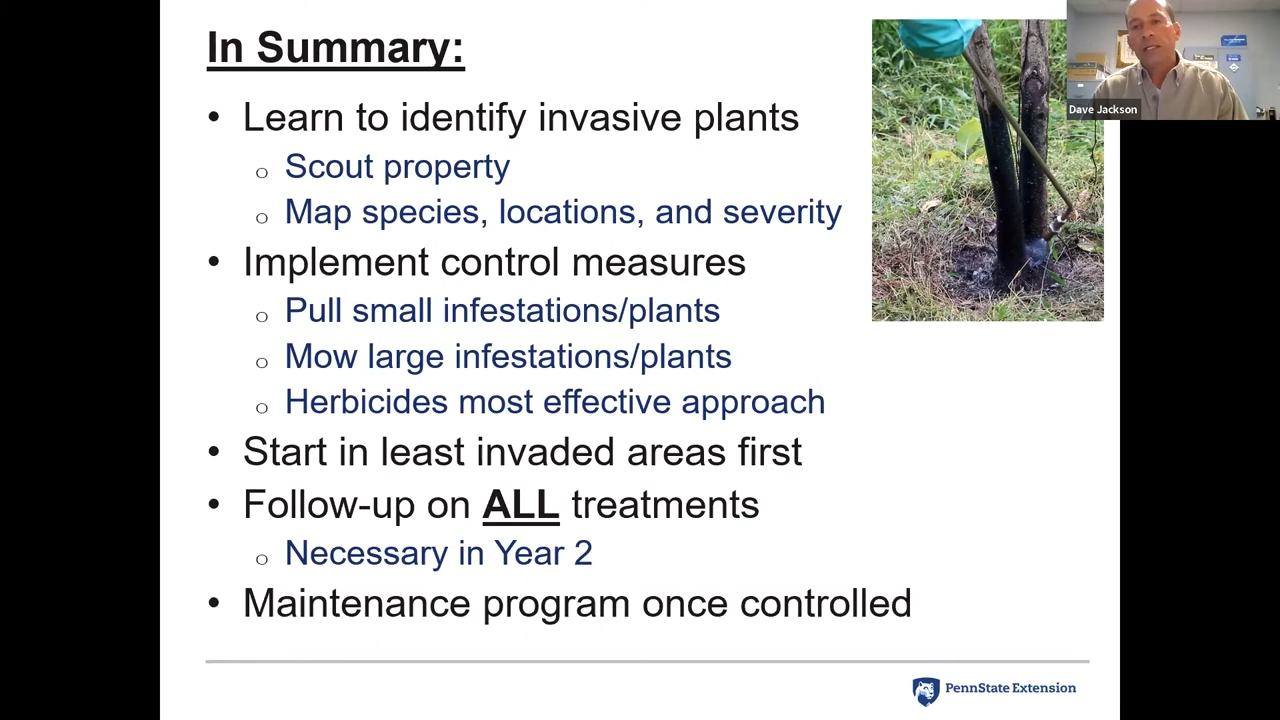 In Summary:
• Learn to identify invasive plants
o Scout property
o Map species, locations, and severity
• Implement control measures
o Pull small infestations/plants
o Mow large infestations/plants
o Herbicides most effective approach
• Start in least invaded areas first
• Follow-up on ALL treatments
o Necessary in Year 2
• Maintenance program once controlled
Dave Jackson
PennState Extension